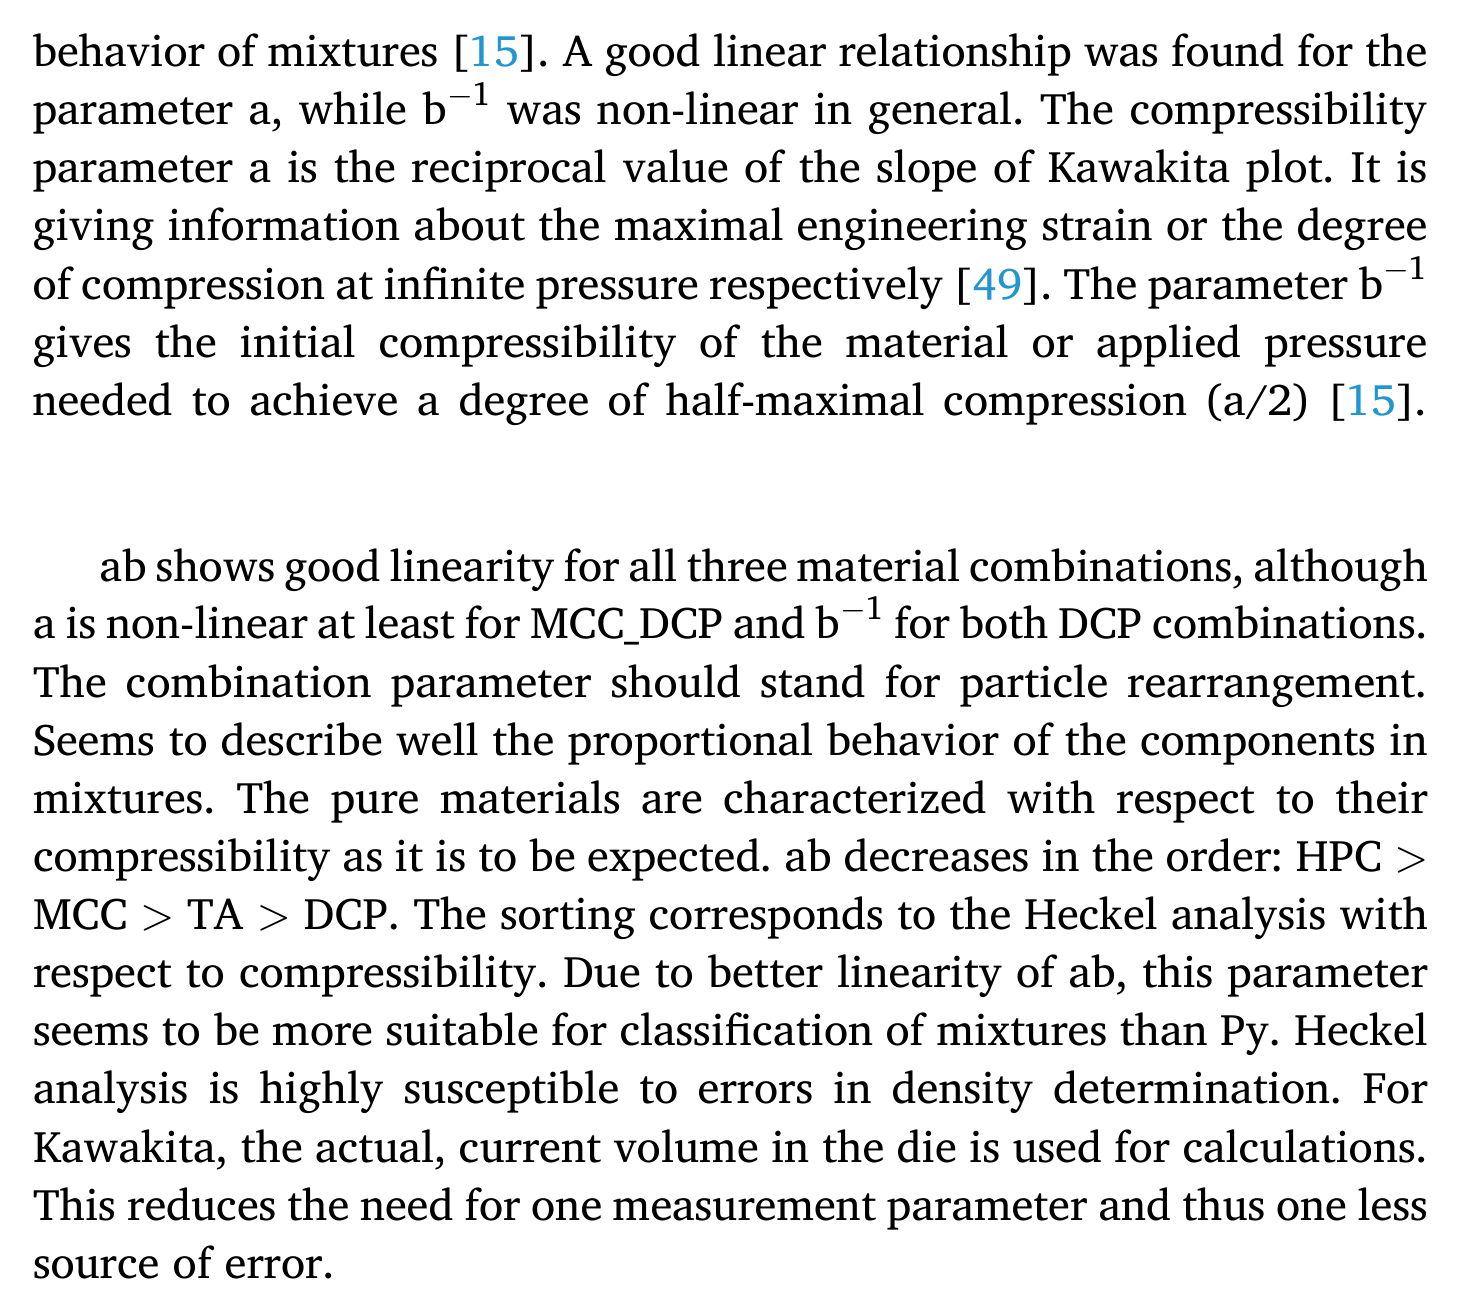 behavior of mixtures [15]. A good linear relationship was found for the
parameter a, while b⁻¹ was non-linear in general. The compressibility
parameter a is the reciprocal value of the slope of Kawakita plot. It is
giving information about the maximal engineering strain or the degree
of compression at infinite pressure respectively [49]. The parameter b⁻¹
gives the initial compressibility of the material or applied pressure
needed to achieve a degree of half-maximal compression (a/2) [15].
ab shows good linearity for all three material combinations, although
a is non-linear at least for MCC_DCP and b⁻¹ for both DCP combinations.
The combination parameter should stand for particle rearrangement.
Seems to describe well the proportional behavior of the components in
mixtures. The pure materials are characterized with respect to their
compressibility as it is to be expected. ab decreases in the order: HPC >
MCC > TA > DCP. The sorting corresponds to the Heckel analysis with
respect to compressibility. Due to better linearity of ab, this parameter
seems to be more suitable for classification of mixtures than Py. Heckel
analysis is highly susceptible to errors in density determination. For
Kawakita, the actual, current volume in the die is used for calculations.
This reduces the need for one measurement parameter and thus one less
source of error.